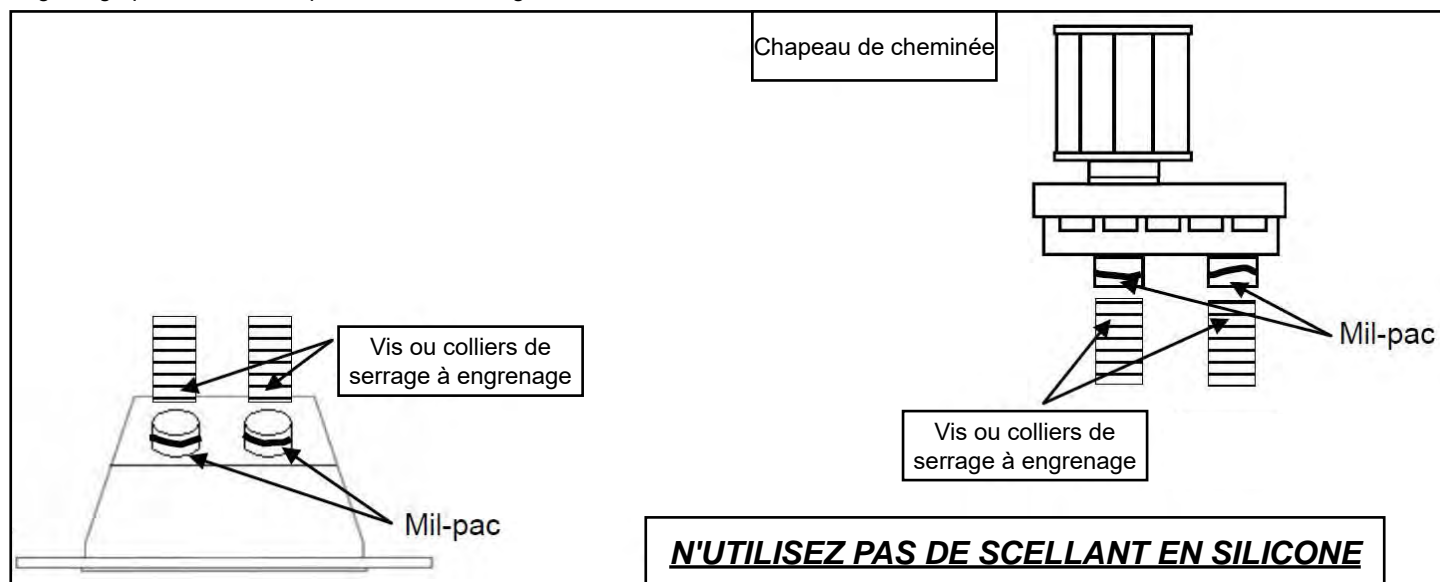 Chapeau de cheminée
Vis ou colliers de
serrage à engrenage
Mil-pac
Mil-pac
Vis ou colliers de
serrage à engrenage
N'UTILISEZ PAS DE SCELLANT EN SILICONE